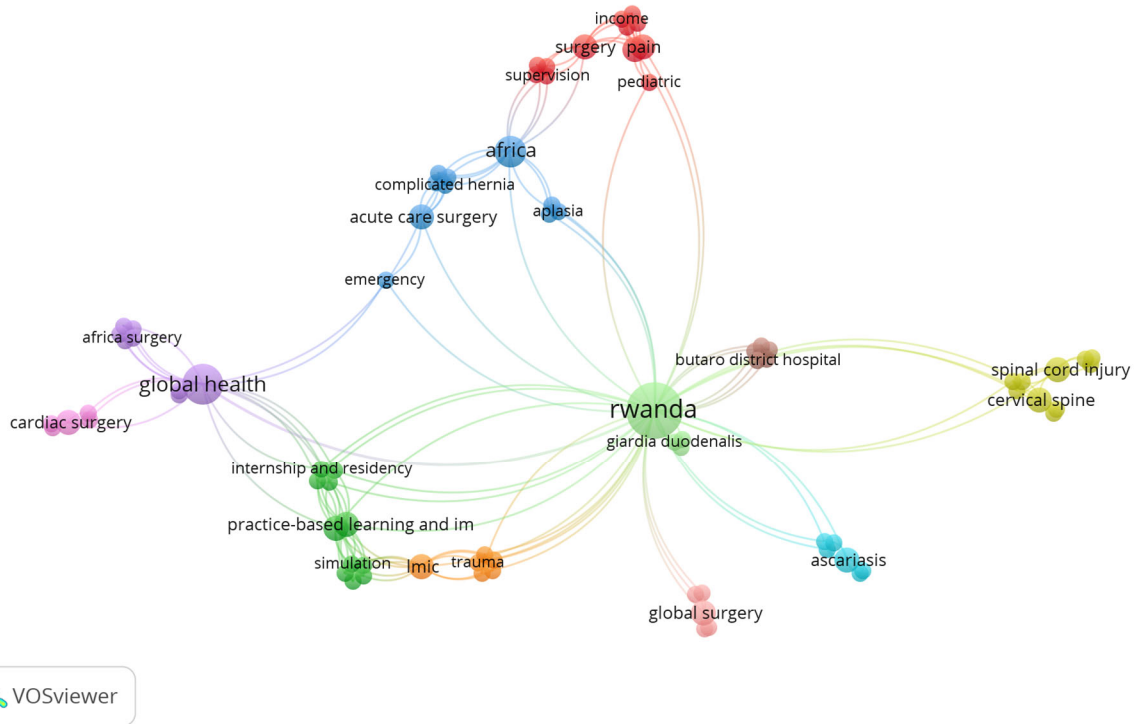 income
surgery
pain
supervision
pediatric
africa
complicated hernia
acute care surgery
aplasia
emergency
africa surgery
global health
cardiac surgery
butaro district hospital
spinal cord injury
cervical spine
rwanda
giardia duodenalis
internship and residency
practice-based learning and im
simulation
lmic
trauma
ascariasis
global surgery
VOSviewer